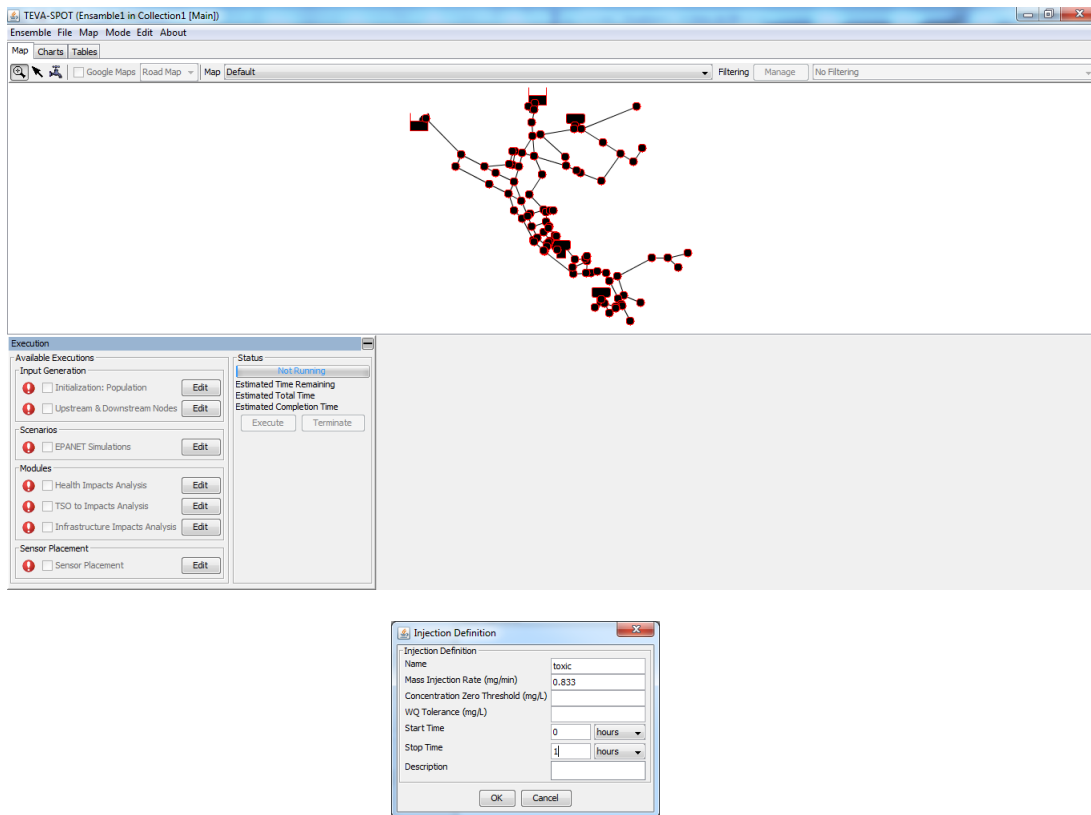 TEVA-SPOT (Ensamble1 in Collection1 [Main])
Ensemble File Map Mode Edit About
Map Charts Tables
Google Maps Road Map Map Default Filtering Manage No Filtering
Execution
Available Executions
Input Generation
Initialization: Population Edit
Upstream & Downstream Nodes Edit
Scenarios
EPANET Simulations Edit
Modules
Health Impacts Analysis Edit
TSO to Impacts Analysis Edit
Infrastructure Impacts Analysis Edit
Sensor Placement
Sensor Placement Edit
Status
Not Running
Estimated Time Remaining
Estimated Total Time
Estimated Completion Time
Execute Terminate
Injection Definition
Injection Definition
Name toxic
Mass Injection Rate (mg/min) 0.833
Concentration Zero Threshold (mg/L)
WQ Tolerance (mg/L)
Start Time 0 hours
Stop Time 1 hours
Description
OK Cancel